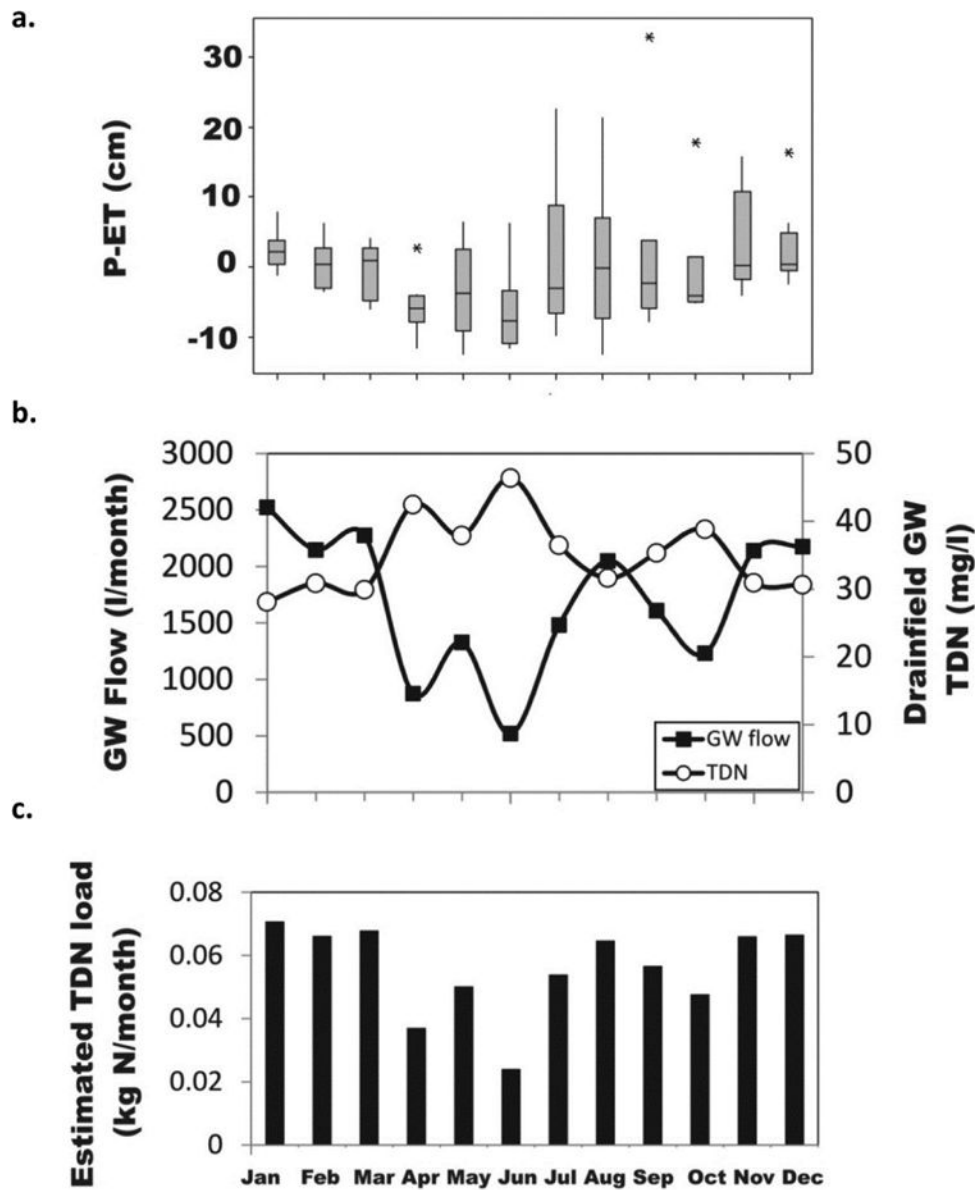 a.
P-ET (cm)
30
20
10
0
-10
* * * *
b.
GW Flow (l/month)
3000
2500
2000
1500
1000
500
0
50
40
30
20
10
0
Drainfield GW
TDN (mg/l)
GW flow
TDN
c.
Estimated TDN load
(kg N/month)
0.08
0.06
0.04
0.02
0
Jan Feb Mar Apr May Jun Jul Aug Sep Oct Nov Dec